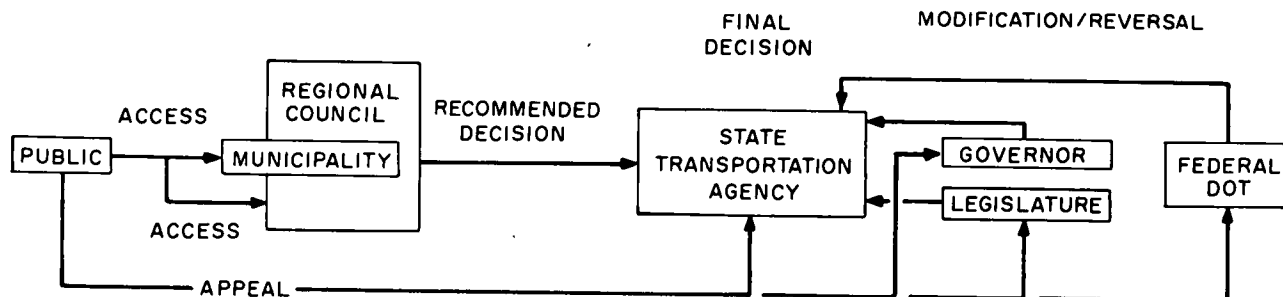 FINAL
DECISION
MODIFICATION/REVERSAL
REGIONAL
COUNCIL
ACCESS
RECOMMENDED
DECISION
PUBLIC
MUNICIPALITY
STATE
TRANSPORTATION
AGENCY
GOVERNOR
LEGISLATURE
FEDERAL
DOT
ACCESS
APPEAL